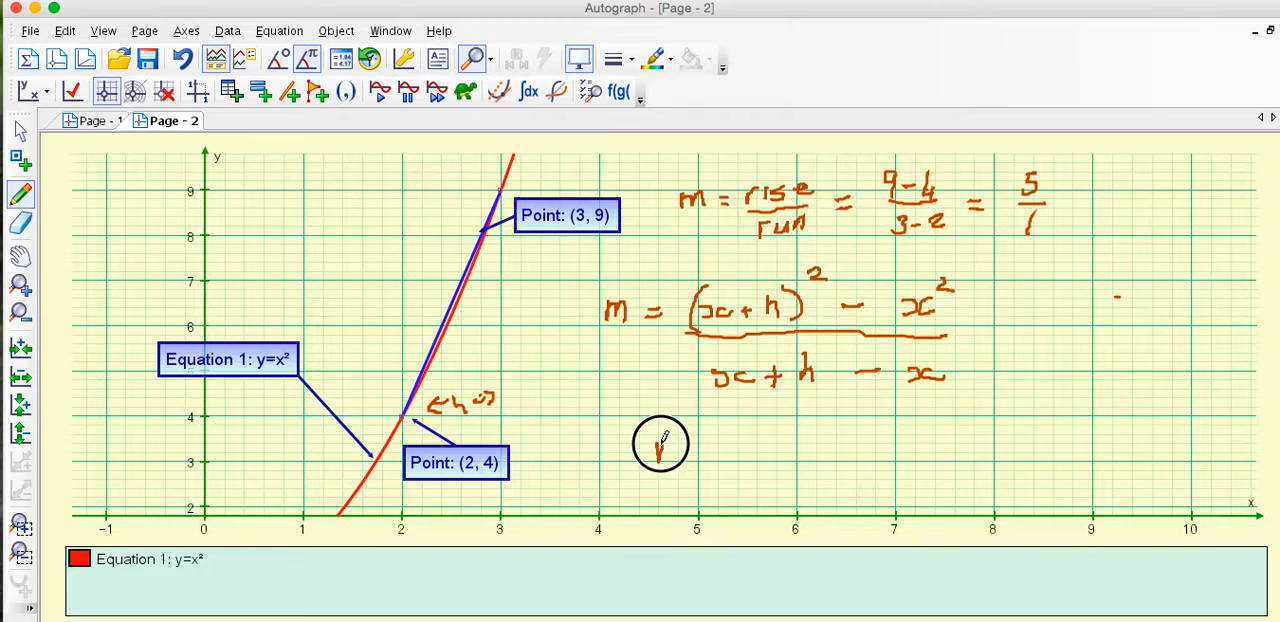 Autograph - [Page - 2]
File Edit View Page Axes Data Equation Object Window Help
Page - 1 Page - 2
y
9
8
7
6
4
3
2
-1 0 1 2 3 4 5 6 7 8 9 10
x
Point: (3, 9)
Equation 1: y=x²
Point: (2, 4)
h
m = rise/run = 9-4/3-2 = 5/1
m = (x+h)² - x²
x+h - x
Equation 1: y=x²